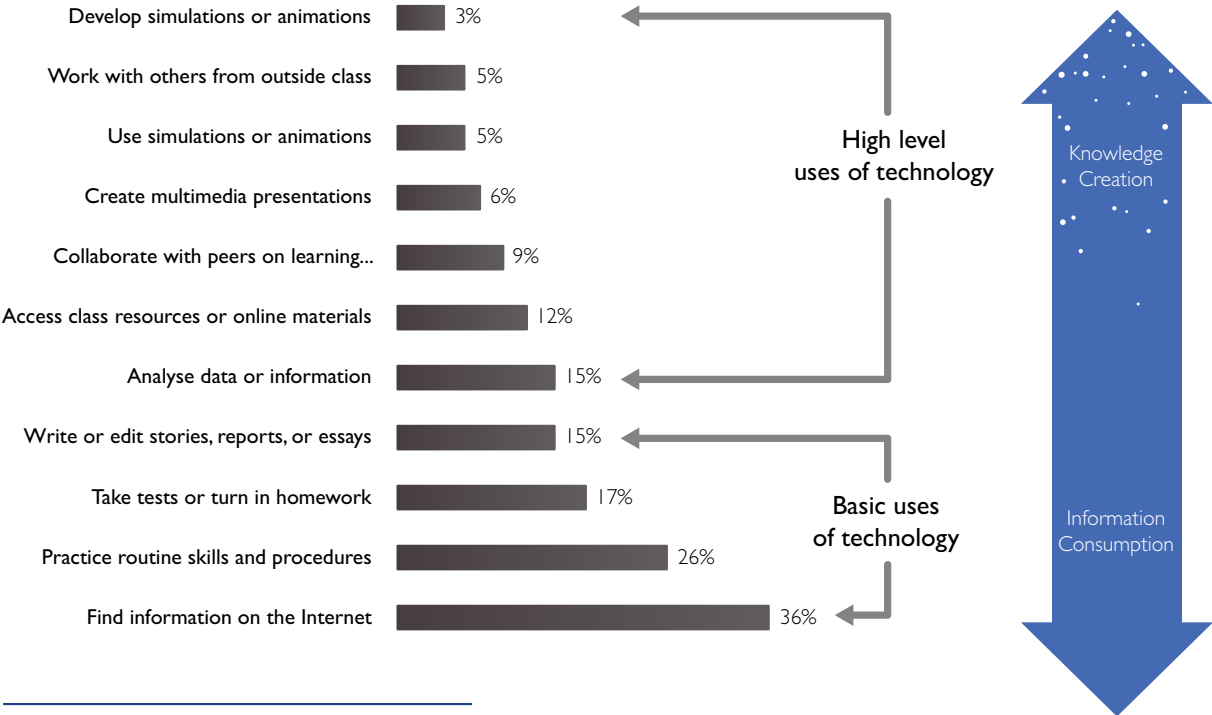 Develop simulations or animations 3%
Work with others from outside class 5%
Use simulations or animations 5%
Create multimedia presentations 6%
Collaborate with peers on learning... 9%
Access class resources or online materials 12%
Analyse data or information 15%
Write or edit stories, reports, or essays 15%
Take tests or turn in homework 17%
Practice routine skills and procedures 26%
Find information on the Internet 36%
High level
uses of technology
Basic uses
of technology
Knowledge
Creation
Information
Consumption